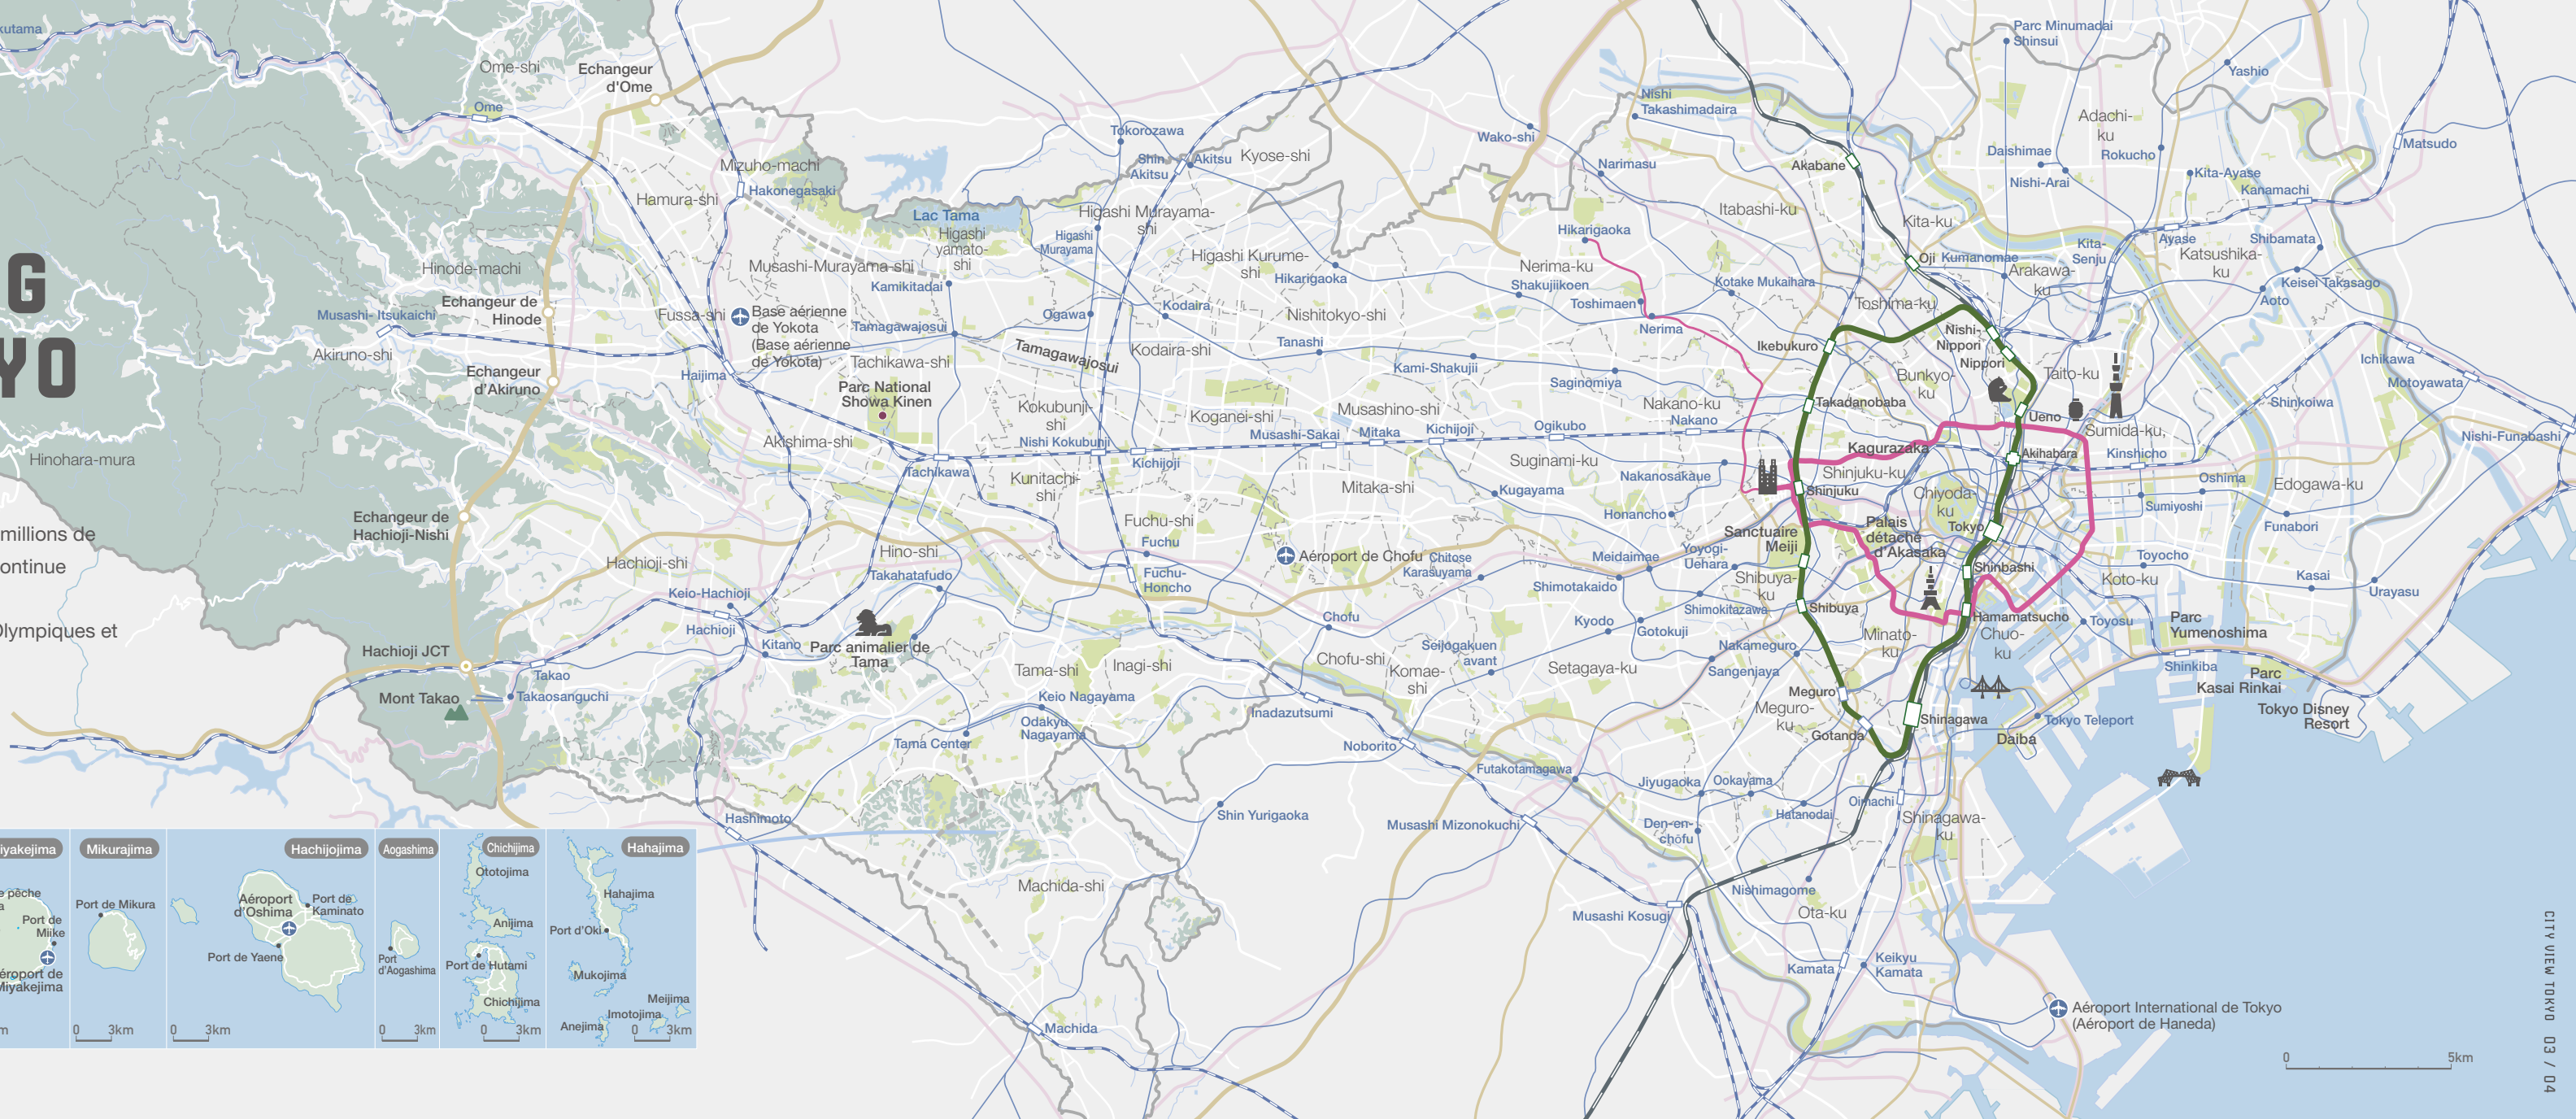 G
YO
millions de
ontinue
Olympiques et
kutama
Ome-shi
Echangeur
d'Ome
Ome
Mizuho-machi
Hakonegasaki
Hamura-shi
Hinode-machi
Echangeur de
Hinode
Musashi- Itsukaichi
Akiruno-shi
Echangeur
d'Akiruno
Fussa-shi
Haijima
Hinohara-mura
Echangeur de
Hachioji-Nishi
Hachioji-shi
Keio-Hachioji
Hachioji
Kitano
Hachioji JCT
Takao
Mont Takao
Takaosanguchi
Hashimoto
Musashi-Murayama-shi
Base aérienne
de Yokota
(Base aérienne
de Yokota)
Lac Tama
Higashi
yamato-
shi
Kamikitadai
Tamagawajosui
Tachikawa-shi
Parc National
Showa Kinen
Akishima-shi
Tachikawa
Hino-shi
Takahatafudo
Parc animalier de
Tama
Tokorozawa
Shin
Akitsu
Akitsu
Kyose-shi
Higashi Murayama-
shi
Higashi
Murayama
Higashi Kurume-
shi
Hikarigaoka
Ogawa
Kodaira
Kodaira-shi
Tamagawajosui
Nishitokyo-shi
Tanashi
Kokubunji-
shi
Nishi Kokubunji
Kichijoji
Koganei-shi
Musashi-Sakai
Musashino-shi
Mitaka
Kichijoji
Kami-Shakujii
Kunitachi-
shi
Mitaka-shi
Fuchu-shi
Fuchu
Fuchu-
Honcho
Aéroport de Chofu
Chitose
Karasuyama
Chofu
Chofu-shi
Komae-
shi
Seijogakuen
avant
Tama-shi
Inagi-shi
Keio Nagayama
Odakyu
Nagayama
Tama Center
Inadazutsumi
Noborito
Shin Yurigaoka
Machida-shi
Machida
Musashi Mizonokuchi
Futakotamagawa
Musashi Kosugi
Wako-shi
Nishi
Takashimadaira
Narimasu
Hikarigaoka
Nerima-ku
Shakujiikoen
Toshimaen
Nerima
Saginomiya
Nakano-ku
Nakano
Ogikubo
Suginami-ku
Nakanosakaue
Kugayama
Honancho
Meidaimae
Shimotakaido
Yoyogi-
Uehara
Shimokitazawa
Kyodo
Gotokuji
Setagaya-ku
Sangenjaya
Nakameguro
Itabashi-ku
Akabane
Kita-ku
Oji
Kumanomae
Kotake Mukaihara
Toshima-ku
Arakawa-
ku
Nishi-
Nippori
Nippori
Ikebukuro
Bunkyo-
ku
Taito-ku
Ueno
Takadanobaba
Kagurazaka
Akihabara
Sumida-ku,
Kinshicho
Shinjuku-ku
Shinjuku
Chiyoda-
ku
Tokyo
Sanctuaire
Meiji
Palais
détaché
d'Akasaka
Shinbashi
Shibuya-
ku
Shibuya
Minato-
ku
Hamamatsucho
Chuo-
ku
Toyosu
Meguro
Meguro-
ku
Gotanda
Shinagawa
Tokyo Teleport
Daiba
Jiyugaoka
Ookayama
Oimachi
Hatanodai
Den-en-
chofu
Shinagawa-
ku
Nishimagome
Ota-ku
Kamata
Keikyu
Kamata
Aéroport International de Tokyo
(Aéroport de Haneda)
Parc Minumadai
Shinsui
Yashio
Adachi-
ku
Daishimae
Rokucho
Nishi-Arai
Kita-Ayase
Kanamachi
Matsudo
Kita-
Senju
Ayase
Shibamata
Katsushika-
ku
Keisei Takasago
Aoto
Ichikawa
Motoyawata
Shinkoiwa
Nishi-Funabashi
Oshima
Edogawa-ku
Sumiyoshi
Funabori
Toyocho
Koto-ku
Kasai
Urayasu
Parc
Yumenoshima
Shinkiba
Parc
Kasai Rinkai
Tokyo Disney
Resort
iyakejima
e pêche
a
Port de
Miike
éroport de
Miyakejima
m
Mikurajima
Port de Mikura
0 3km
Hachijojima
Aéroport
d'Oshima
Port de
Kaminato
Port de Yaene
0 3km
Aogashima
Port
d'Aogashima
0 3km
Chichijima
Ototojima
Anijima
Port de Hutami
Chichijima
0 3km
Hahajima
Hahajima
Port d'Oki
Mukojima
Meijima
Imotojima
Anejima
0 3km
0 5km
CITY VIEW TOKYO 03 / 04